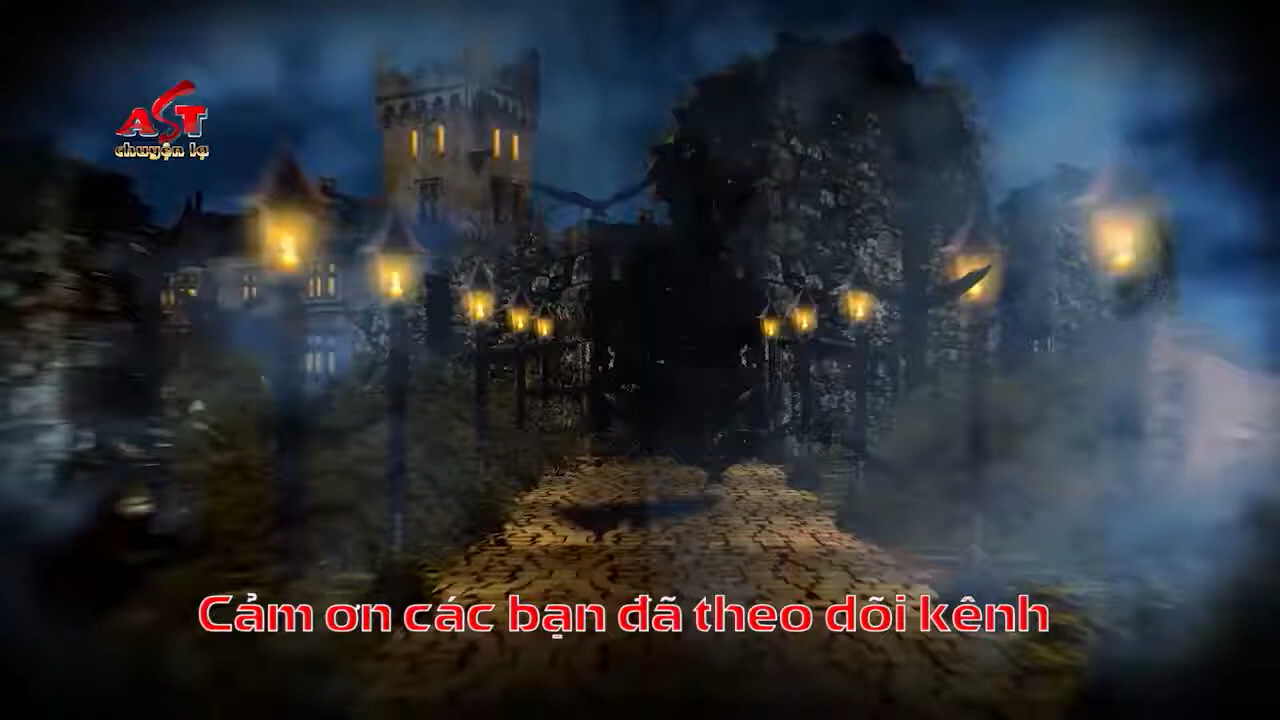 AST
chuyện lạ
Cảm ơn các bạn đã theo dõi kênh